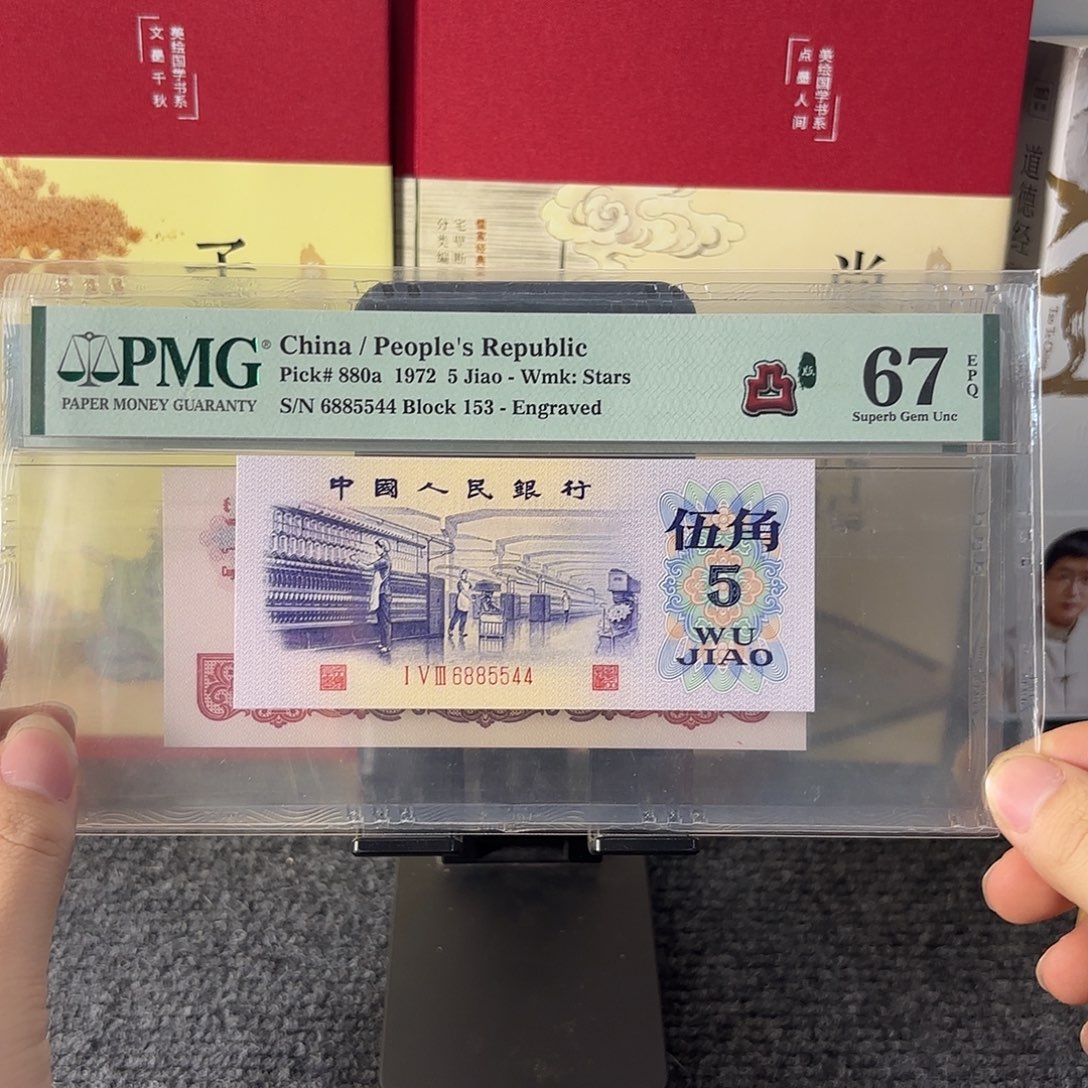 美绘国学书系
文墨千秋
美绘国学书系
点墨人间
道德经
PMG®
PAPER MONEY GUARANTY
China / People's Republic
Pick# 880a 1972 5 Jiao - Wmk: Stars
S/N 6885544 Block 153 - Engraved
凸版
67
EPQ
Superb Gem Unc
中國人民銀行
伍角
5
WU
JIAO
I V III 6885544